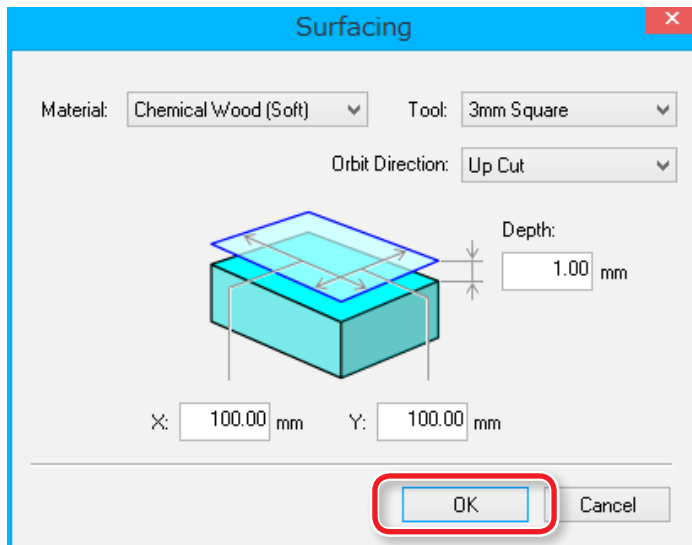 Surfacing
Material: Chemical Wood (Soft) Tool: 3mm Square
Orbit Direction: Up Cut
Depth:
1.00 mm
X: 100.00 mm Y: 100.00 mm
OK Cancel